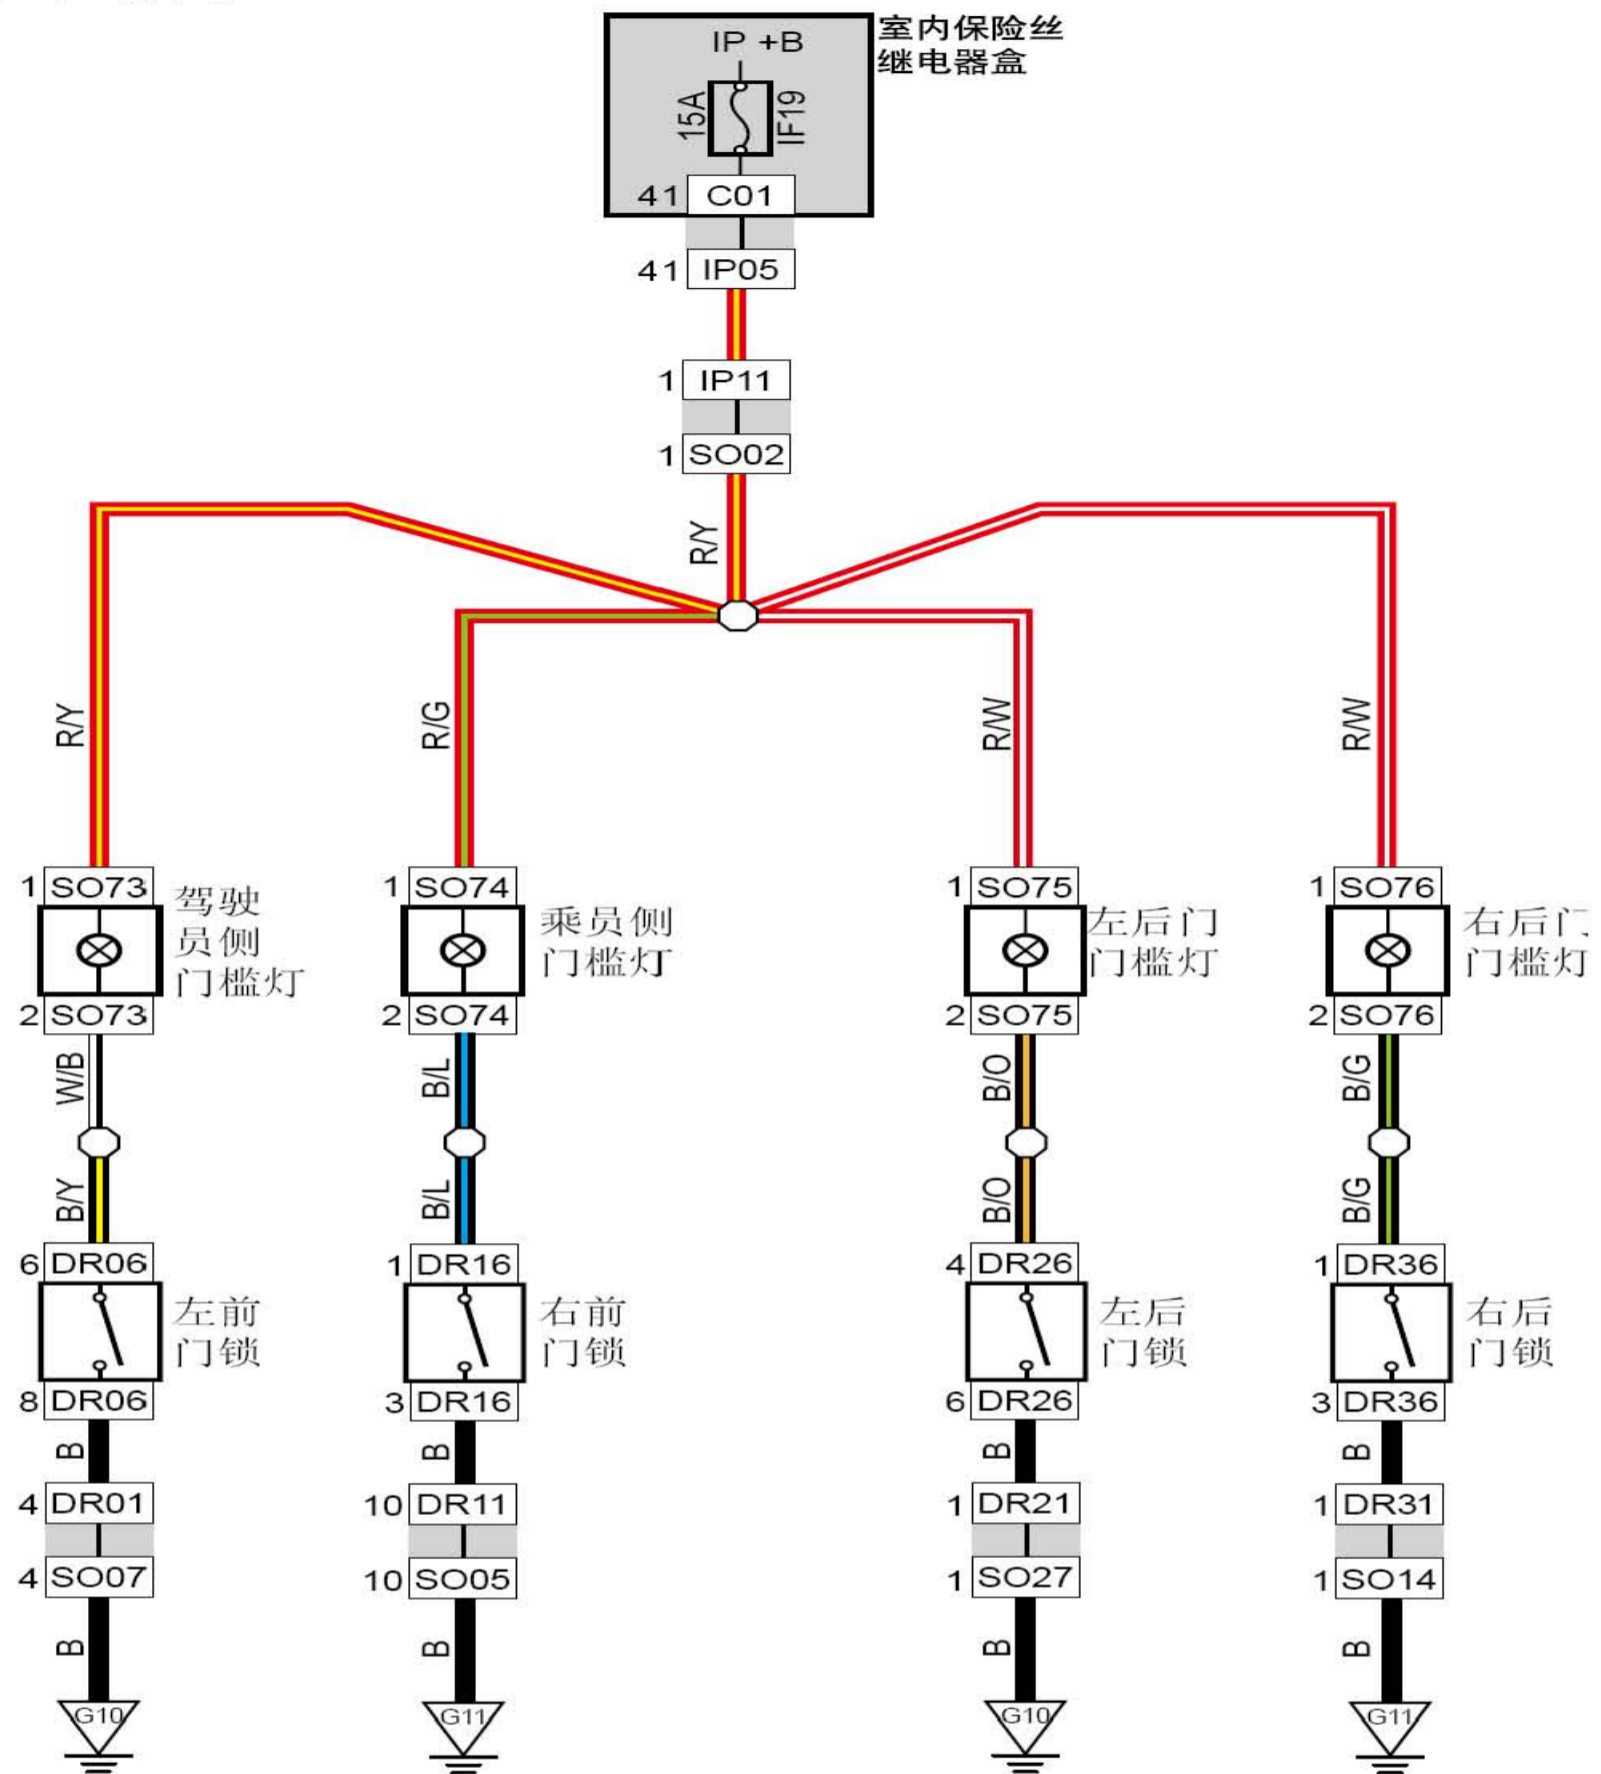 IP +B
室内保险丝
继电器盒
15A
IF19
41 C01
41 IP05
1 IP11
1 SO02
R/Y
R/Y
R/G
R/W
R/W
1 SO73
1 SO74
1 SO75
1 SO76
驾驶
员侧
门槛灯
乘员侧
门槛灯
左后门
门槛灯
右后门
门槛灯
2 SO73
2 SO74
2 SO75
2 SO76
W/B
B/L
B/O
B/G
B/Y
B/L
B/O
B/G
6 DR06
1 DR16
4 DR26
1 DR36
左前
门锁
右前
门锁
左后
门锁
右后
门锁
8 DR06
3 DR16
6 DR26
3 DR36
B
B
B
B
4 DR01
10 DR11
1 DR21
1 DR31
4 SO07
10 SO05
1 SO27
1 SO14
B
B
B
B
G10
G11
G10
G11